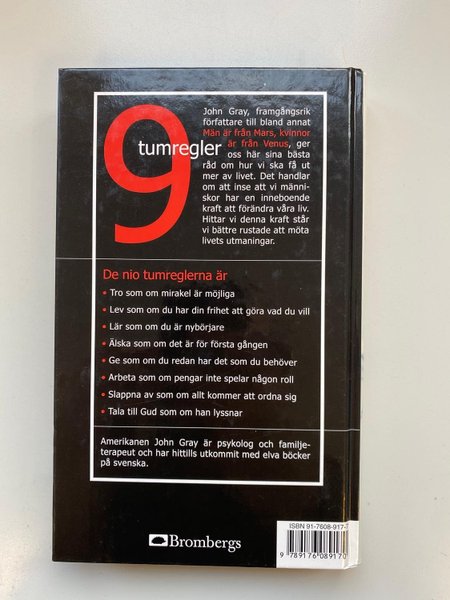 9
tumregler
John Gray, framgångsrik
författare till bland annat
Män är från Mars, kvinnor
är från Venus, ger
oss här sina bästa
råd om hur vi ska få ut
mer av livet. Det handlar
om att inse att vi männi-
skor har en inneboende
kraft att förändra våra liv.
Hittar vi denna kraft står
vi bättre rustade att möta
livets utmaningar.
De nio tumreglerna är
• Tro som om mirakel är möjliga
• Lev som om du har din frihet att göra vad du vill
• Lär som om du är nybörjare
• Älska som om det är för första gången
• Ge som om du redan har det som du behöver
• Arbeta som om pengar inte spelar någon roll
• Slappna av som om allt kommer att ordna sig
• Tala till Gud som om han lyssnar
Amerikanen John Gray är psykolog och familje-
terapeut och har hittills utkommit med elva böcker
på svenska.
Brombergs
ISBN 91-7608-917-
9 789176 08917